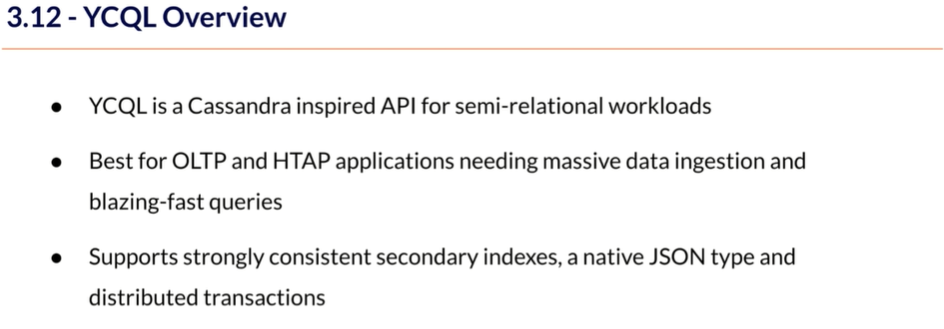 3.12 - YCQL Overview
● YCQL is a Cassandra inspired API for semi-relational workloads
● Best for OLTP and HTAP applications needing massive data ingestion and
blazing-fast queries
● Supports strongly consistent secondary indexes, a native JSON type and
distributed transactions